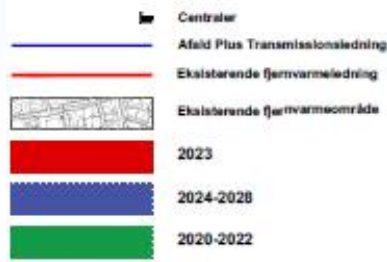 Centraler
Afald Plus Transmissionsledning
Eksisterende fjernvarmeledning
Eksisterende fjernvarmeområde
2023
2024-2028
2020-2022